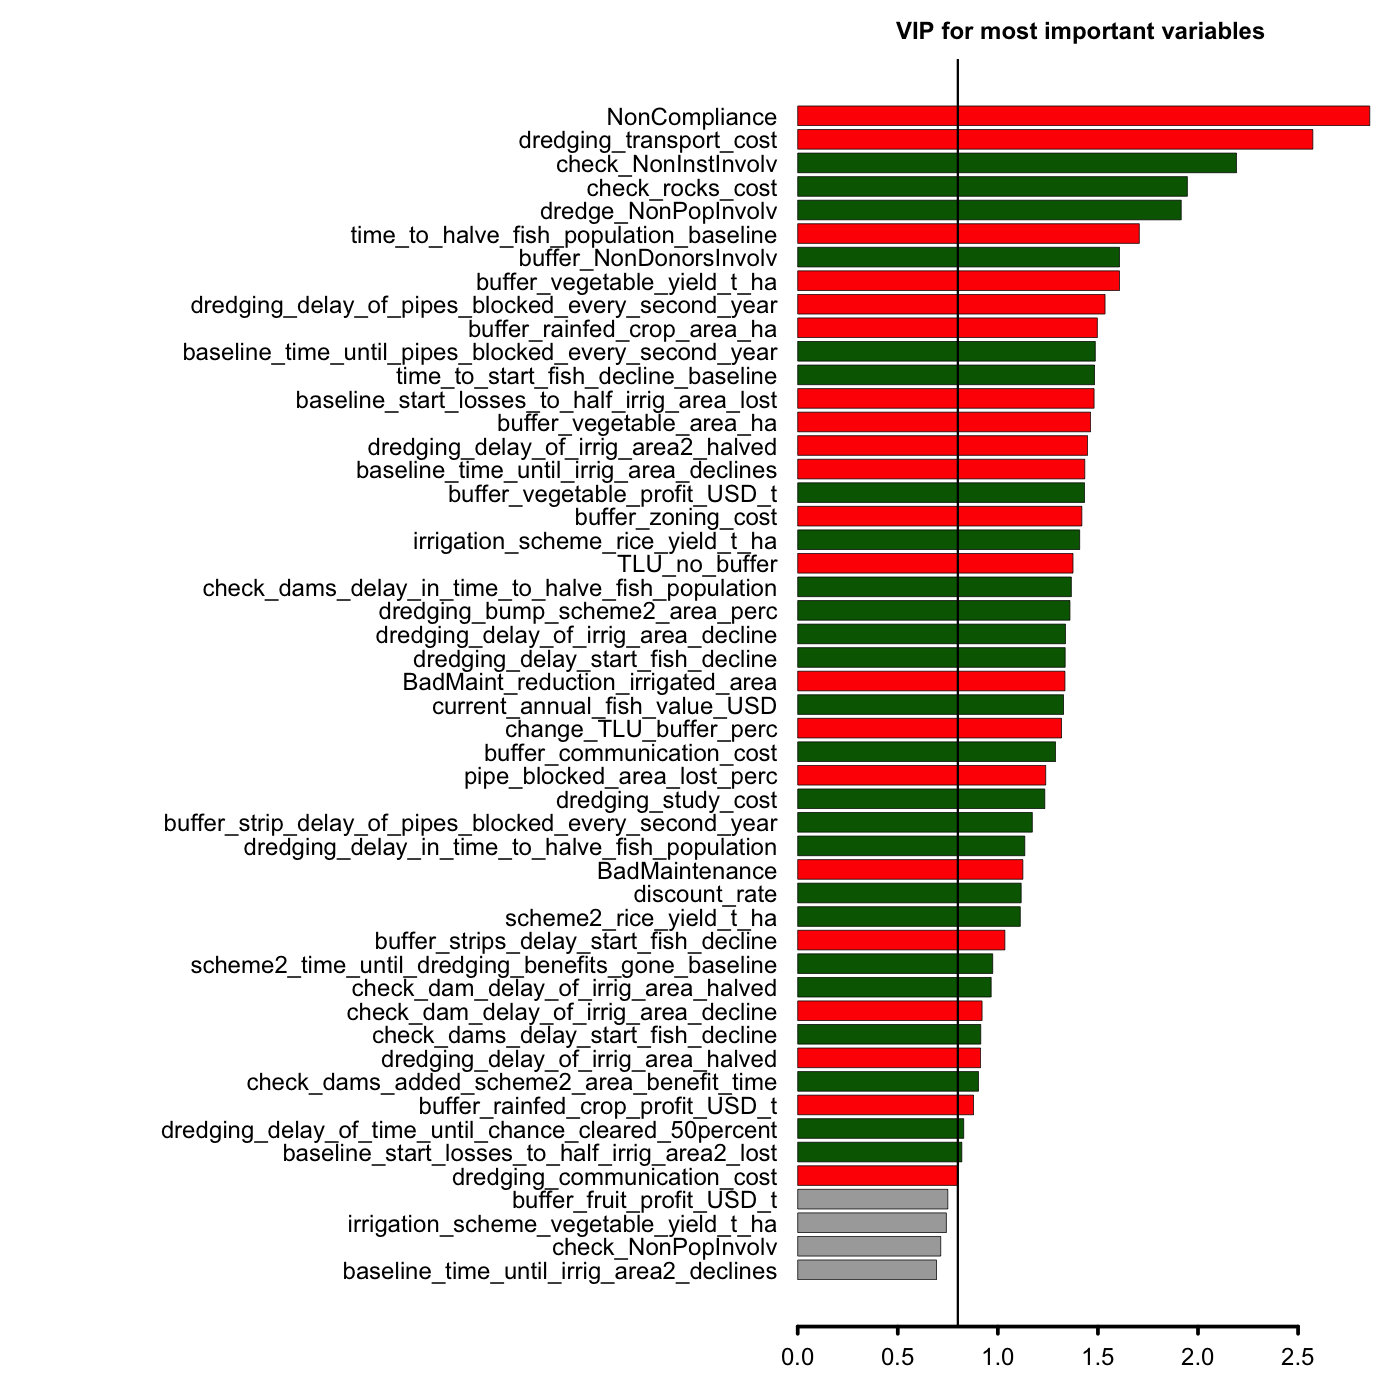 VIP for most important variables
NonCompliance
dredging_transport_cost
check_NonInstInvolv
check_rocks_cost
dredge_NonPopInvolv
time_to_halve_fish_population_baseline
buffer_NonDonorsInvolv
buffer_vegetable_yield_t_ha
dredging_delay_of_pipes_blocked_every_second_year
buffer_rainfed_crop_area_ha
baseline_time_until_pipes_blocked_every_second_year
time_to_start_fish_decline_baseline
baseline_start_losses_to_half_irrig_area_lost
buffer_vegetable_area_ha
dredging_delay_of_irrig_area2_halved
baseline_time_until_irrig_area_declines
buffer_vegetable_profit_USD_t
buffer_zoning_cost
irrigation_scheme_rice_yield_t_ha
TLU_no_buffer
check_dams_delay_in_time_to_halve_fish_population
dredging_bump_scheme2_area_perc
dredging_delay_of_irrig_area_decline
dredging_delay_start_fish_decline
BadMaint_reduction_irrigated_area
current_annual_fish_value_USD
change_TLU_buffer_perc
buffer_communication_cost
pipe_blocked_area_lost_perc
dredging_study_cost
buffer_strip_delay_of_pipes_blocked_every_second_year
dredging_delay_in_time_to_halve_fish_population
BadMaintenance
discount_rate
scheme2_rice_yield_t_ha
buffer_strips_delay_start_fish_decline
scheme2_time_until_dredging_benefits_gone_baseline
check_dam_delay_of_irrig_area_halved
check_dam_delay_of_irrig_area_decline
check_dams_delay_start_fish_decline
dredging_delay_of_irrig_area_halved
check_dams_added_scheme2_area_benefit_time
buffer_rainfed_crop_profit_USD_t
dredging_delay_of_time_until_chance_cleared_50percent
baseline_start_losses_to_half_irrig_area2_lost
dredging_communication_cost
buffer_fruit_profit_USD_t
irrigation_scheme_vegetable_yield_t_ha
check_NonPopInvolv
baseline_time_until_irrig_area2_declines
0.0 0.5 1.0 1.5 2.0 2.5